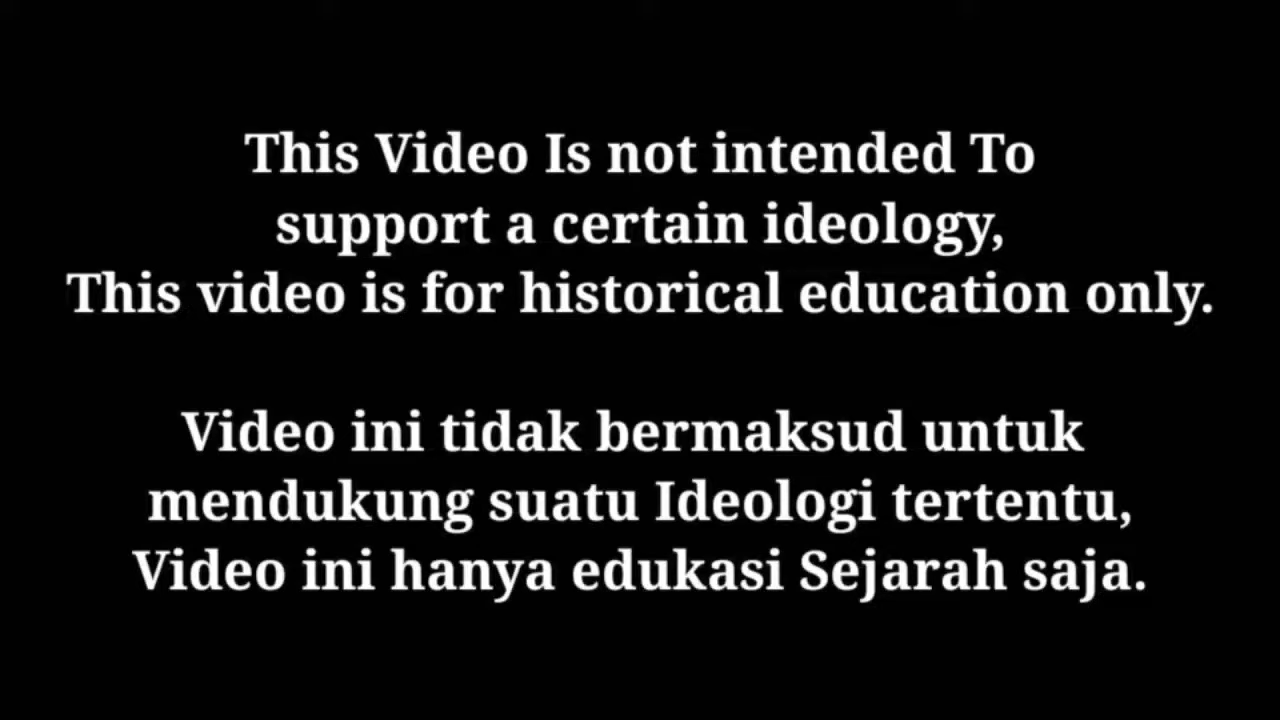 This Video Is not intended To
support a certain ideology,
This video is for historical education only.
Video ini tidak bermaksud untuk
mendukung suatu Ideologi tertentu,
Video ini hanya edukasi Sejarah saja.